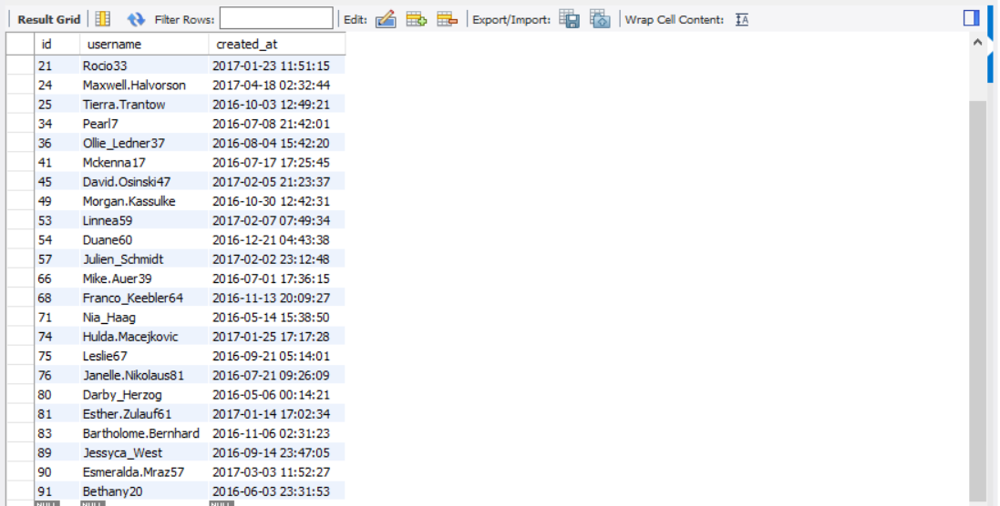 Result Grid Filter Rows: Edit: Export/Import: Wrap Cell Content:
id username created_at
21 Rocio33 2017-01-23 11:51:15
24 Maxwell.Halvorson 2017-04-18 02:32:44
25 Tierra.Trantow 2016-10-03 12:49:21
34 Pearl7 2016-07-08 21:42:01
36 Ollie_Ledner37 2016-08-04 15:42:20
41 Mckenna17 2016-07-17 17:25:45
45 David.Osinski47 2017-02-05 21:23:37
49 Morgan.Kassulke 2016-10-30 12:42:31
53 Linnea59 2017-02-07 07:49:34
54 Duane60 2016-12-21 04:43:38
57 Julien_Schmidt 2017-02-02 23:12:48
66 Mike.Auer39 2016-07-01 17:36:15
68 Franco_Keebler64 2016-11-13 20:09:27
71 Nia_Haag 2016-05-14 15:38:50
74 Hulda.Macejkovic 2017-01-25 17:17:28
75 Leslie67 2016-09-21 05:14:01
76 Janelle.Nikolaus81 2016-07-21 09:26:09
80 Darby_Herzog 2016-05-06 00:14:21
81 Esther.Zulauf61 2017-01-14 17:02:34
83 Bartholome.Bernhard 2016-11-06 02:31:23
89 Jessyca_West 2016-09-14 23:47:05
90 Esmeralda.Mraz57 2017-03-03 11:52:27
91 Bethany20 2016-06-03 23:31:53
NULL NULL NULL